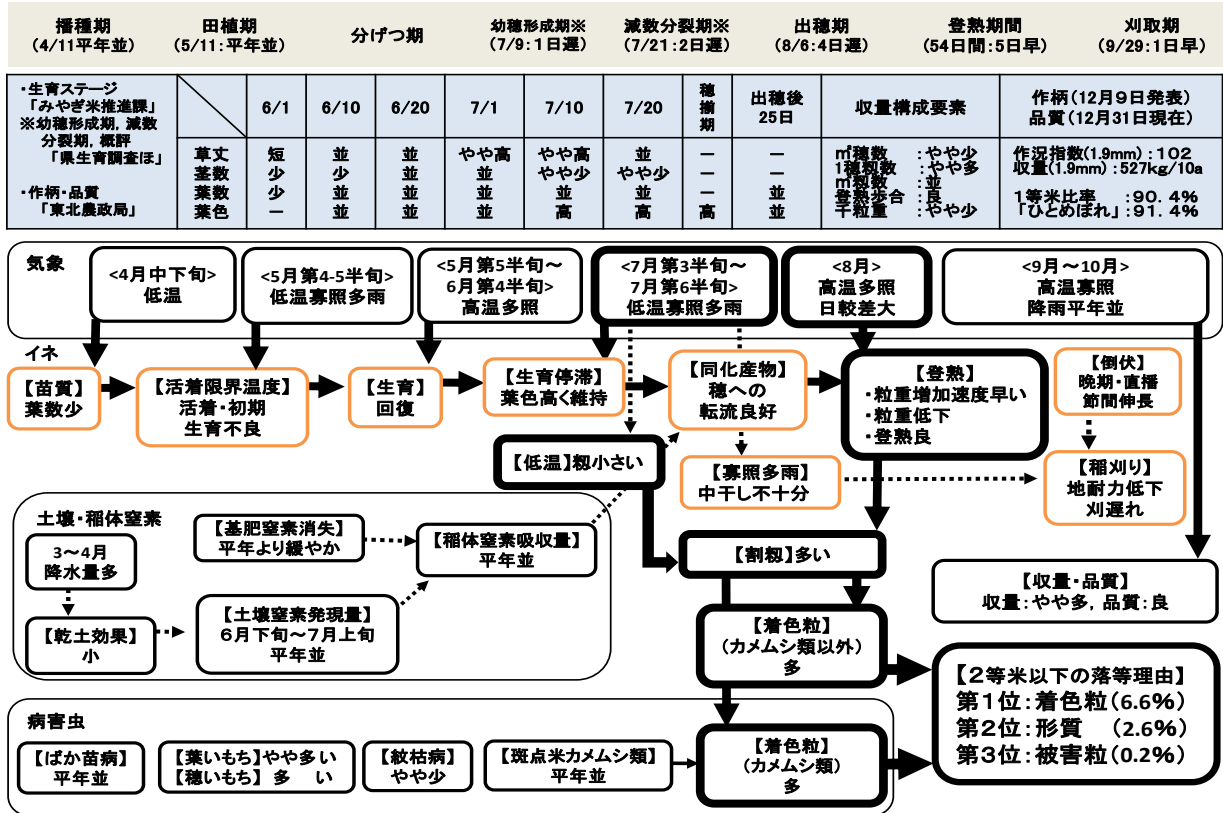 播種期
(4/11平年並)
田植期
(5/11:平年並)
分げつ期
幼穂形成期※
(7/9:1日遅)
減数分裂期※
(7/21:2日遅)
出穂期
(8/6:4日遅)
登熟期間
(54日間:5日早)
刈取期
(9/29:1日早)
・生育ステージ
「みやぎ米推進課」
※幼穂形成期，減数
分裂期，概評
「県生育調査ほ」
・作柄・品質
「東北農政局」
6/1 6/10 6/20 7/1 7/10 7/20 穂揃期 出穂後25日 収量構成要素
作柄(12月9日発表)
品質(12月31日現在)
草丈 短 並 並 やや高 やや高 並 － －
茎数 少 少 並 並 やや少 やや少 － －
葉数 少 並 並 並 並 並 － 並
葉色 － 並 並 並 高 高 高 並
㎡穂数 :やや少
1穂籾数:やや多
㎡籾数:並
登熟歩合 :良
千粒重:やや少
作況指数(1.9mm):102
収量(1.9mm):527kg/10a
1等米比率 :90.4%
「ひとめぼれ」:91.4%
気象
<4月中下旬>
低温
<5月第4-5半旬>
低温寡照多雨
<5月第5半旬～
6月第4半旬>
高温多照
<7月第3半旬～
7月第6半旬>
低温寡照多雨
<8月>
高温多照
日較差大
<9月～10月>
高温寡照
降雨平年並
イネ
【苗質】
葉数少
【活着限界温度】
活着・初期
生育不良
【生育】
回復
【生育停滞】
葉色高く維持
【同化産物】
穂への
転流良好
【登熟】
・粒重増加速度早い
・粒重低下
・登熟良
【倒伏】
晩期・直播
節間伸長
【低温】籾小さい
【寡照多雨】
中干し不十分
【稲刈り】
地耐力低下
刈遅れ
土壌・稲体窒素
3～4月
降水量多
【乾土効果】
小
【基肥窒素消失】
平年より緩やか
【土壌窒素発現量】
6月下旬～7月上旬
平年並
【稲体窒素吸収量】
平年並
【割籾】多い
【収量・品質】
収量:やや多，品質:良
【着色粒】
(カメムシ類以外)
多
【2等米以下の落等理由】
第1位:着色粒(6.6%)
第2位:形質 (2.6%)
第3位:被害粒(0.2%)
病害虫
【ばか苗病】
平年並
【葉いもち】やや多い
【穂いもち】多 い
【紋枯病】
やや少
【斑点米カメムシ類】
平年並
【着色粒】
(カメムシ類)
多